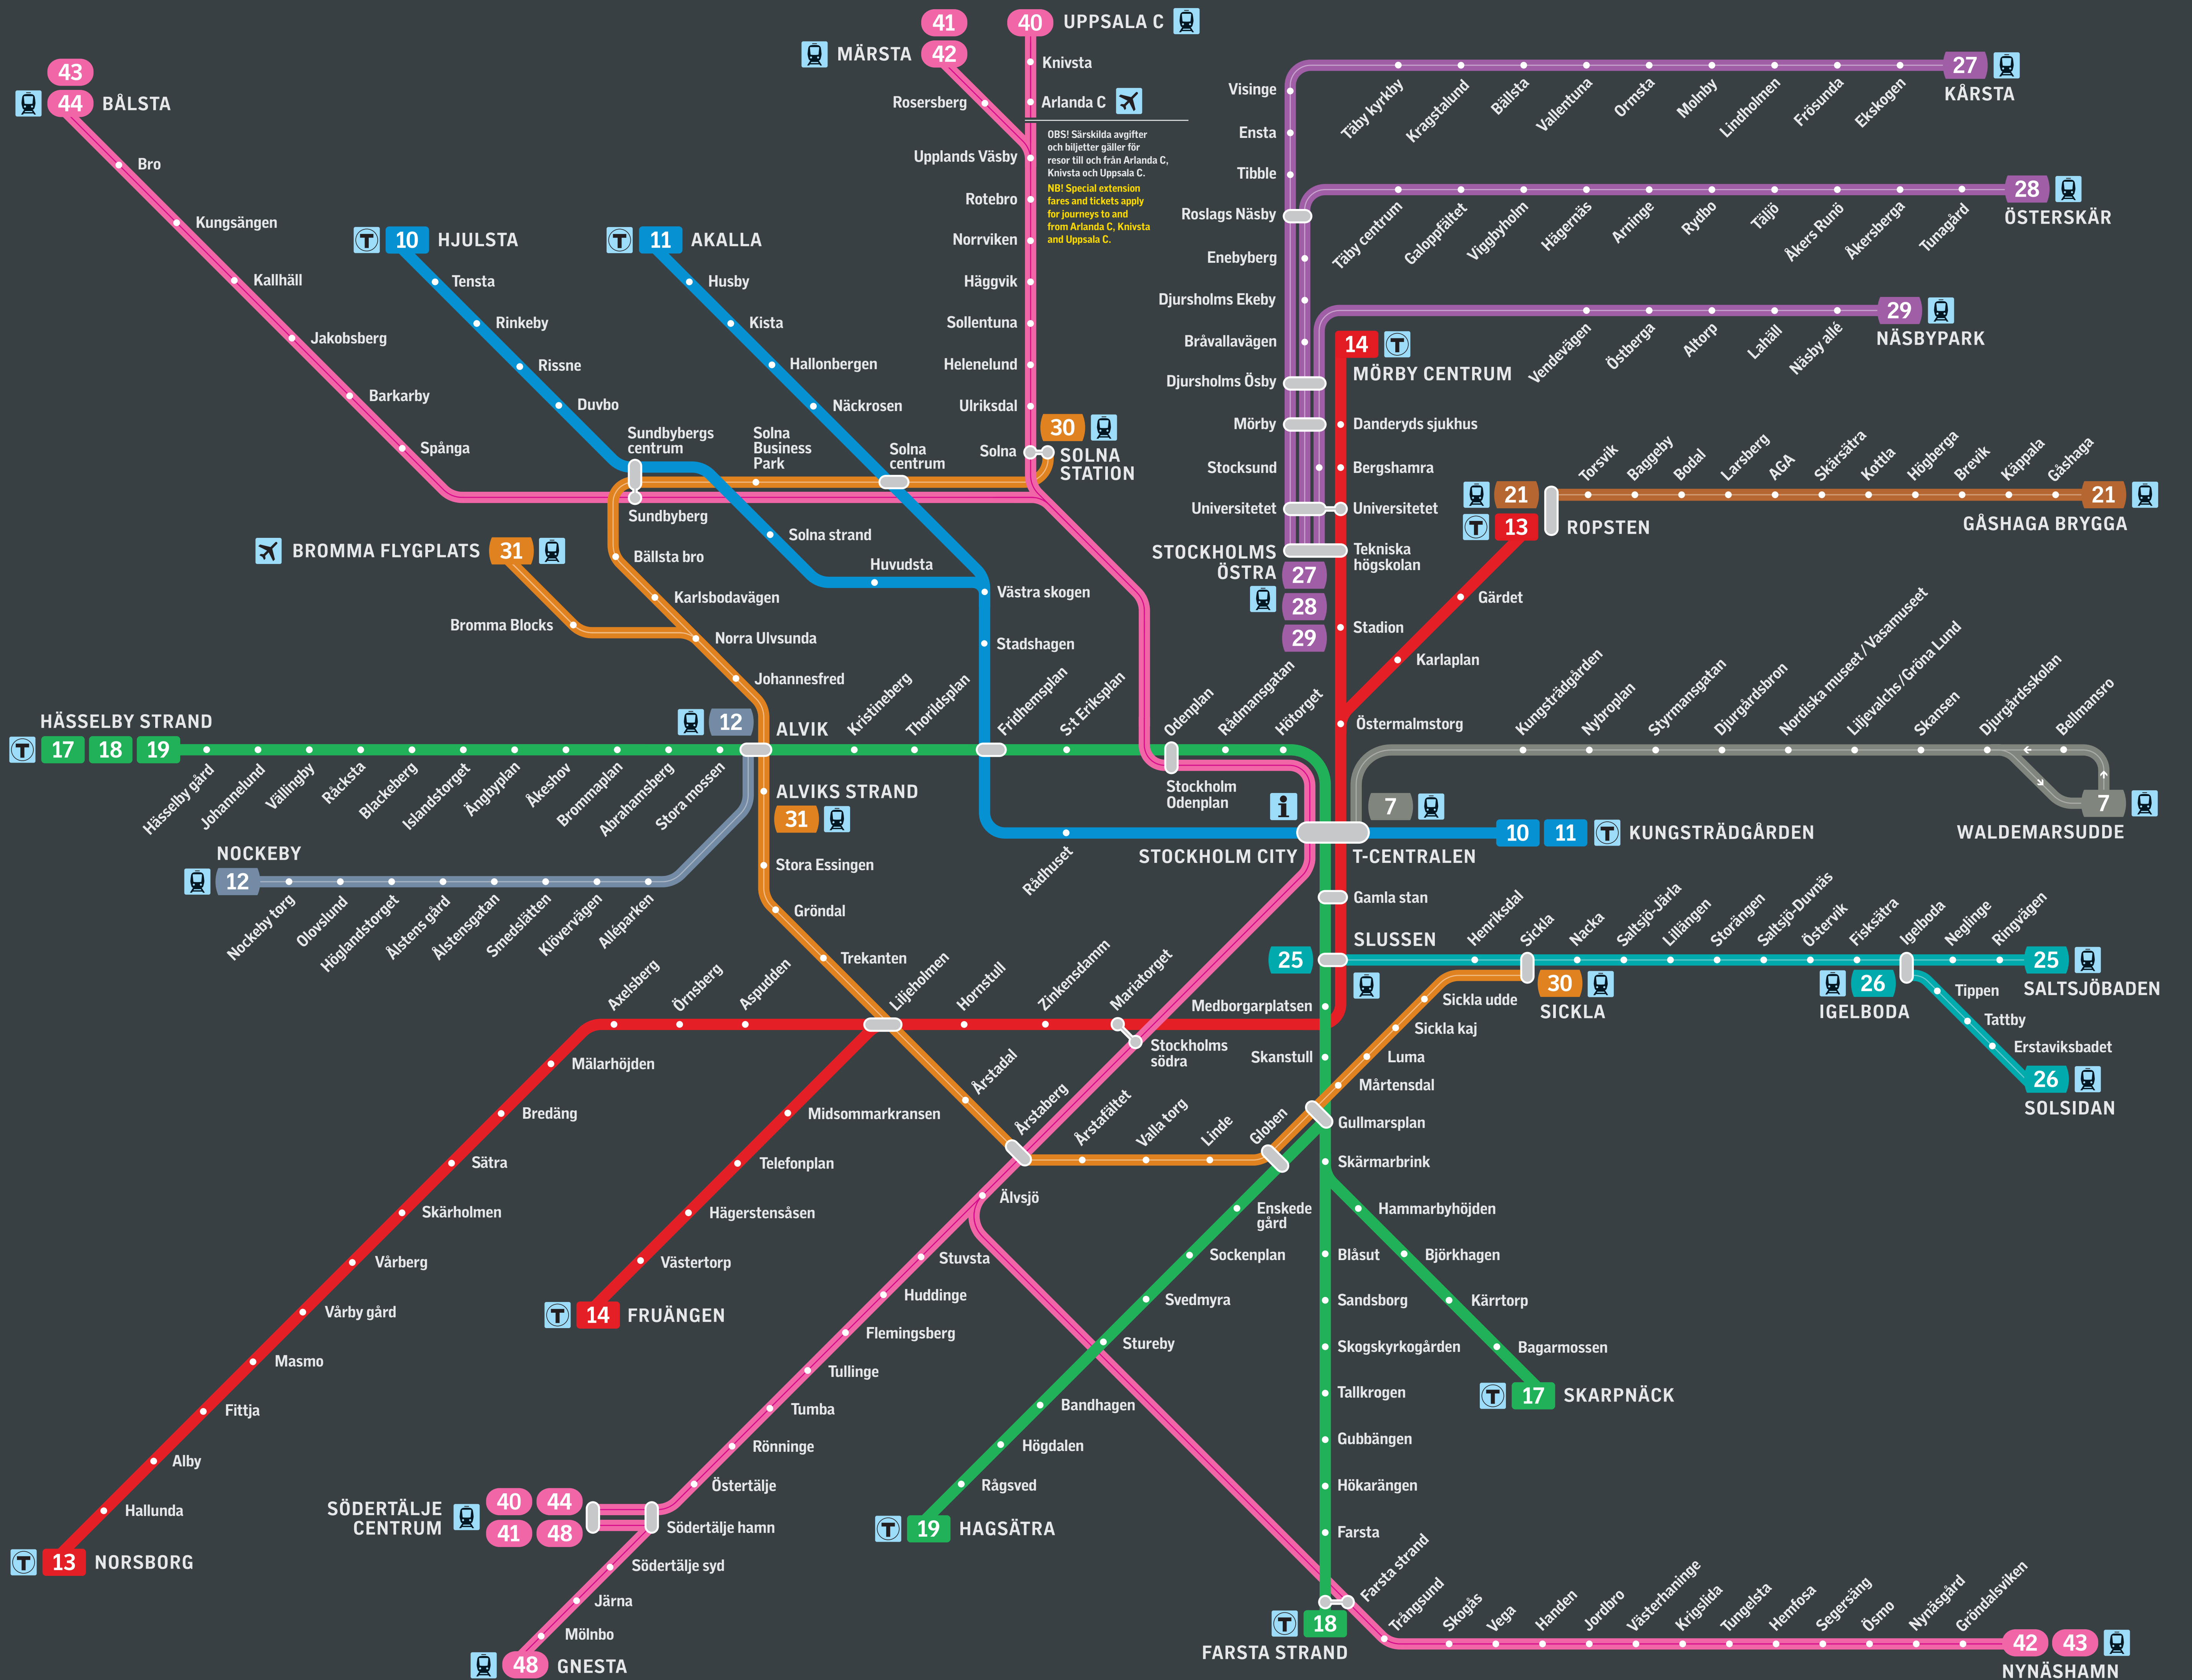 41
40 UPPSALA C
MÄRSTA 42
Knivsta
Rosersberg
Arlanda C
OBS! Särskilda avgifter
och biljetter gäller för
resor till och från Arlanda C,
Knivsta och Uppsala C.
NB! Special extension
fares and tickets apply
for journeys to and
from Arlanda C, Knivsta
and Uppsala C.
Upplands Väsby
Rotebro
Norrviken
Häggvik
Sollentuna
Helenelund
Ulriksdal
Solna
30
SOLNA
STATION
43
44 BÅLSTA
Bro
Kungsängen
Kallhäll
Jakobsberg
Barkarby
Spånga
10 HJULSTA
Tensta
Rinkeby
Rissne
Duvbo
Sundbybergs
centrum
Sundbyberg
11 AKALLA
Husby
Kista
Hallonbergen
Näckrosen
Solna
centrum
Solna
Business
Park
Solna strand
Huvudsta
Västra skogen
Stadshagen
27
KÅRSTA
Visinge
Ensta
Tibble
Roslags Näsby
Enebyberg
Djursholms Ekeby
Bråvallavägen
Djursholms Ösby
Mörby
Stocksund
Universitetet
STOCKHOLMS
ÖSTRA
27
28
29
Täby kyrkby
Kragstalund
Bällsta
Vallentuna
Ormsta
Molnby
Lindholmen
Frösunda
Ekskogen
28
ÖSTERSKÄR
Täby centrum
Galoppfältet
Viggbyholm
Hägernäs
Arninge
Rydbo
Täljö
Åkers Runö
Åkersberga
Tunagård
29
NÄSBYPARK
Vendevägen
Östberga
Altorp
Lahäll
Näsby allé
14
MÖRBY CENTRUM
Danderyds sjukhus
Bergshamra
Universitetet
Tekniska
högskolan
Stadion
Östermalmstorg
21
13
ROPSTEN
Torsvik
Baggeby
Bodal
Larsberg
AGA
Skärsätra
Kottla
Högberga
Brevik
Käppala
Gåshaga
21
GÅSHAGA BRYGGA
Gärdet
Karlaplan
BROMMA FLYGPLATS 31
Bromma Blocks
Bällsta bro
Karlsbodavägen
Norra Ulvsunda
Johannesfred
HÄSSELBY STRAND
17 18 19
Hässelby gård
Johannelund
Vällingby
Råcksta
Blackeberg
Islandstorget
Ängbyplan
Åkeshov
Brommaplan
Abrahamsberg
Stora mossen
12
ALVIK
Kristineberg
Thorildsplan
Fridhemsplan
S:t Eriksplan
Odenplan
Stockholm
Odenplan
Rådmansgatan
Hötorget
Kungsträdgården
Nybroplan
Styrmansgatan
Djurgårdsbron
Nordiska museet / Vasamuseet
Liljevalchs / Gröna Lund
Skansen
Djurgårdsskolan
Bellmansro
7
7
WALDEMARSUDDE
ALVIKS STRAND
31
Stora Essingen
Gröndal
Trekanten
NOCKEBY
12
Nockeby torg
Olovslund
Höglandstorget
Ålstens gård
Ålstensgatan
Smedslätten
Klövervägen
Alléparken
i
STOCKHOLM CITY
T-CENTRALEN
Rådhuset
10 11 KUNGSTRÄDGÅRDEN
Gamla stan
SLUSSEN
25
Henriksdal
Sickla
Nacka
Saltsjö-Järla
Lillängen
Storängen
Saltsjö-Duvnäs
Östervik
Fisksätra
Igelboda
Neglinge
Ringvägen
25
SALTSJÖBADEN
26
IGELBODA
Tippen
Tattby
Erstaviksbadet
26
SOLSIDAN
30
SICKLA
Sickla udde
Sickla kaj
Luma
Mårtensdal
Medborgarplatsen
Skanstull
Gullmarsplan
Skärmarbrink
Axelsberg
Örnsberg
Aspudden
Liljeholmen
Hornstull
Zinkensdamm
Mariatorget
Stockholms
södra
Årstadal
Årstaberg
Årstafältet
Valla torg
Linde
Globen
Mälarhöjden
Bredäng
Sätra
Skärholmen
Vårberg
Vårby gård
Masmo
Fittja
Alby
Hallunda
13 NORSBORG
Midsommarkransen
Telefonplan
Hägerstensåsen
Västertorp
14 FRUÄNGEN
Älvsjö
Stuvsta
Huddinge
Flemingsberg
Tullinge
Tumba
Rönninge
Östertälje
Södertälje hamn
SÖDERTÄLJE
CENTRUM
40 44
41 48
Södertälje syd
Järna
Mölnbo
48 GNESTA
Enskede
gård
Sockenplan
Svedmyra
Stureby
Bandhagen
Högdalen
Rågsved
19 HAGSÄTRA
Hammarbyhöjden
Björkhagen
Kärrtorp
Bagarmossen
17 SKARPNÄCK
Blåsut
Sandsborg
Skogskyrkogården
Tallkrogen
Gubbängen
Hökarängen
Farsta
18
FARSTA STRAND
Farsta strand
Trångsund
Skogås
Vega
Handen
Jordbro
Västerhaninge
Krigslida
Tungelsta
Hemfosa
Segersäng
Ösmo
Nynäsgård
Gröndalsviken
42 43
NYNÄSHAMN